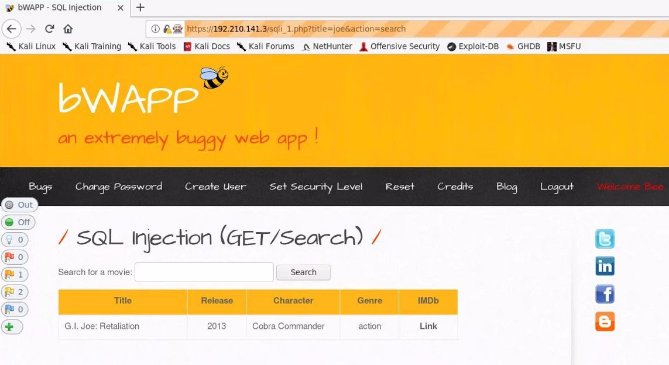 bWAPP - SQL Injection
https://192.210.141.3/sqli_1.php?title=joe&action=search
Kali Linux Kali Training Kali Tools Kali Docs Kali Forums NetHunter Offensive Security Exploit-DB GHDB MSFU
bWAPP
an extremely buggy web app !
Bugs Change Password Create User Set Security Level Reset Credits Blog Logout Welcome Bee
Out
Off
0
0
1
2
0
/ SQL Injection (GET/Search) /
Search for a movie: Search
Title Release Character Genre IMDb
G.I. Joe: Retaliation 2013 Cobra Commander action Link